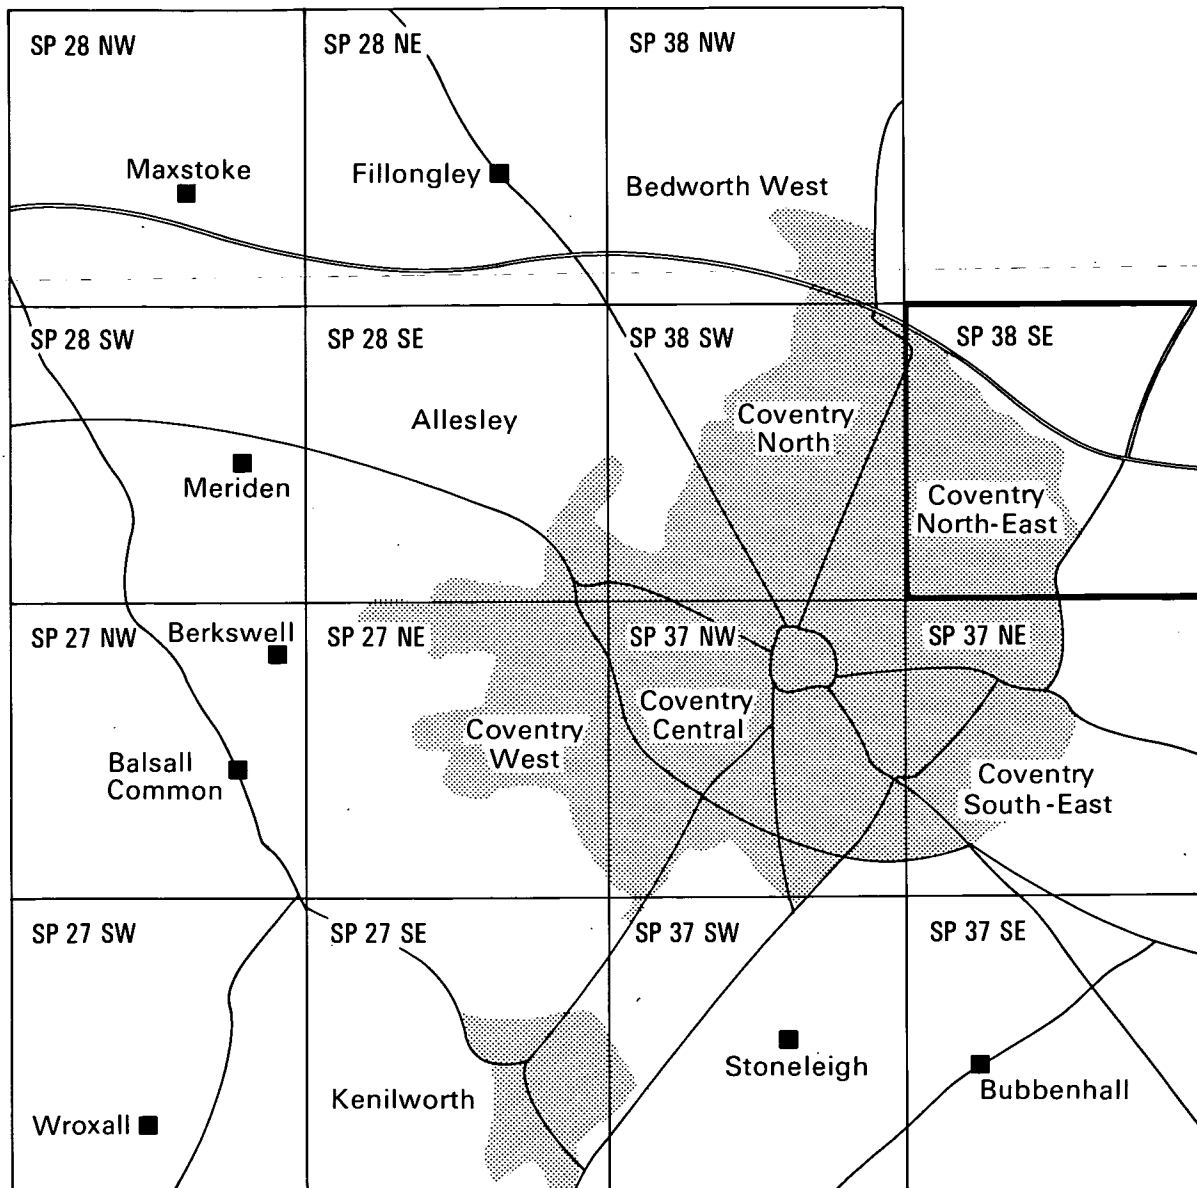 SP 28 NW
SP 28 NE
SP 38 NW
Maxstoke
Fillongley
Bedworth West
SP 28 SW
SP 28 SE
SP 38 SW
SP 38 SE
Allesley
Coventry
North
Meriden
Coventry
North-East
SP 27 NW
Berkswell
SP 27 NE
SP 37 NW
SP 37 NE
Coventry
West
Coventry
Central
Balsall
Common
Coventry
South-East
SP 27 SW
SP 27 SE
SP 37 SW
SP 37 SE
Stoneleigh
Bubbenhall
Kenilworth
Wroxall